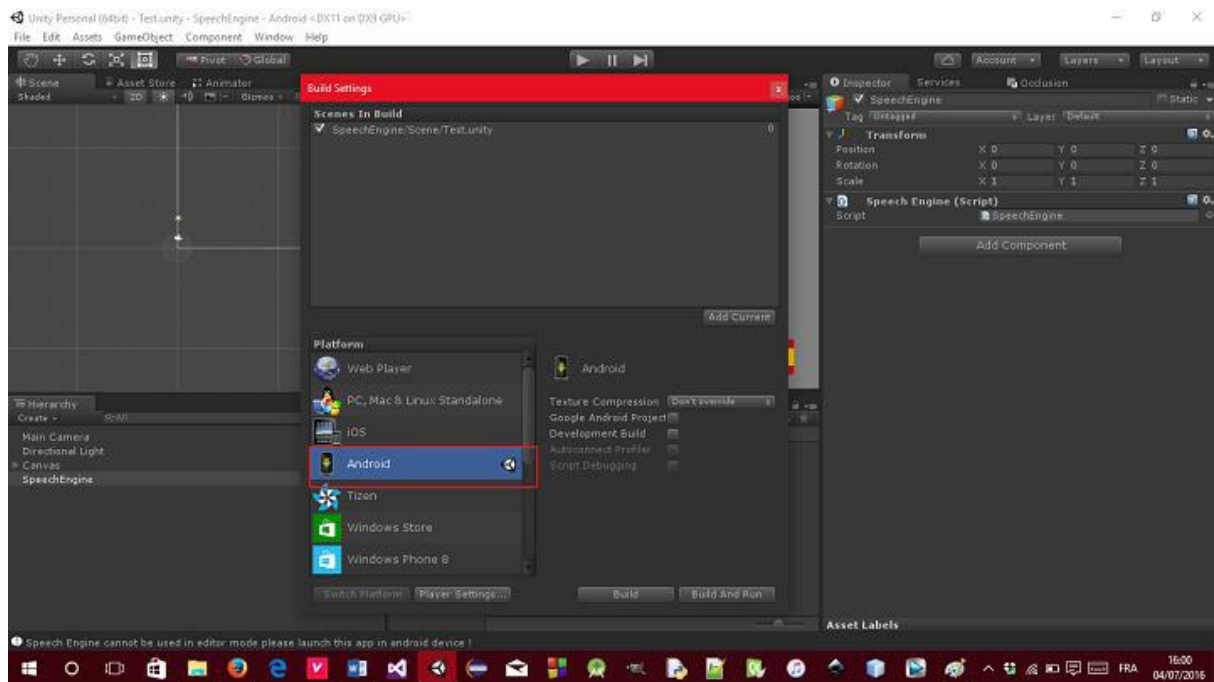 Unity Personal (64bit) - Test.unity - SpeechEngine - Android <DX11 on DX9 GPU>
File Edit Assets GameObject Component Window Help
Pivot Global Account Layers Layout
Scene Asset Store Animator
Shaded 2D Gizmos
Build Settings
x
Scenes In Build
SpeechEngine/Scene/Test.unity 0
Add Current
Platform
Web Player
PC, Mac & Linux Standalone
iOS
Android
Tizen
Windows Store
Windows Phone 8
Android
Texture Compression Don't override
Google Android Project
Development Build
Autoconnect Profiler
Script Debugging
Switch Platform Player Settings... Build Build And Run
Inspector Services Occlusion
SpeechEngine Static
Tag Untagged Layer Default
Transform
Position X 0 Y 0 Z 0
Rotation X 0 Y 0 Z 0
Scale X 1 Y 1 Z 1
Speech Engine (Script)
Script SpeechEngine
Add Component
Asset Labels
Hierarchy
Create All
Main Camera
Directional Light
Canvas
SpeechEngine
Speech Engine cannot be used in editor mode please launch this app in android device !
FRA
16:00
04/07/2016